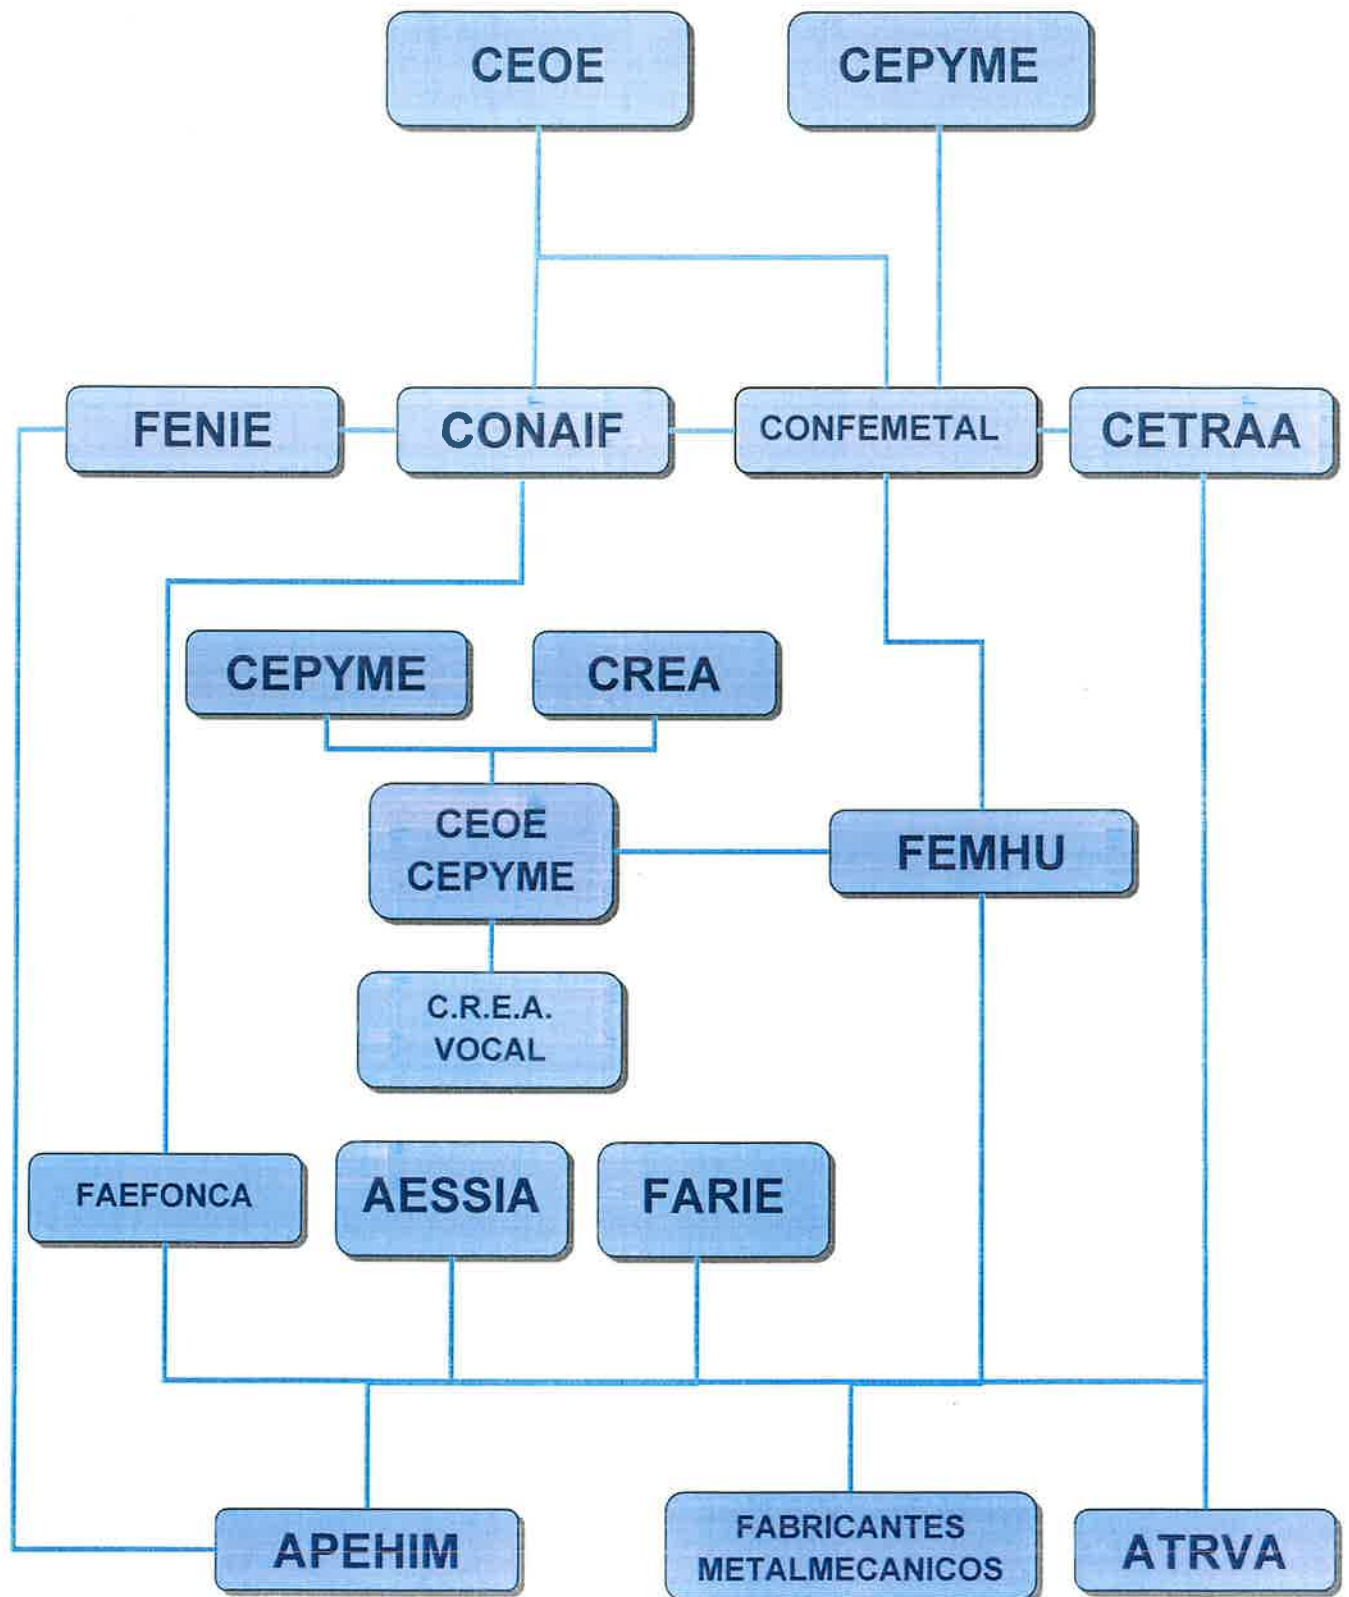 CEOE
CEPYME
FENIE
CONAIF
CONFEMETAL
CETRAA
CEPYME
CREA
CEOE
CEPYME
FEMHU
C.R.E.A.
VOCAL
FAEFONCA
AESSIA
FARIE
APEHIM
FABRICANTES
METALMECANICOS
ATRVA